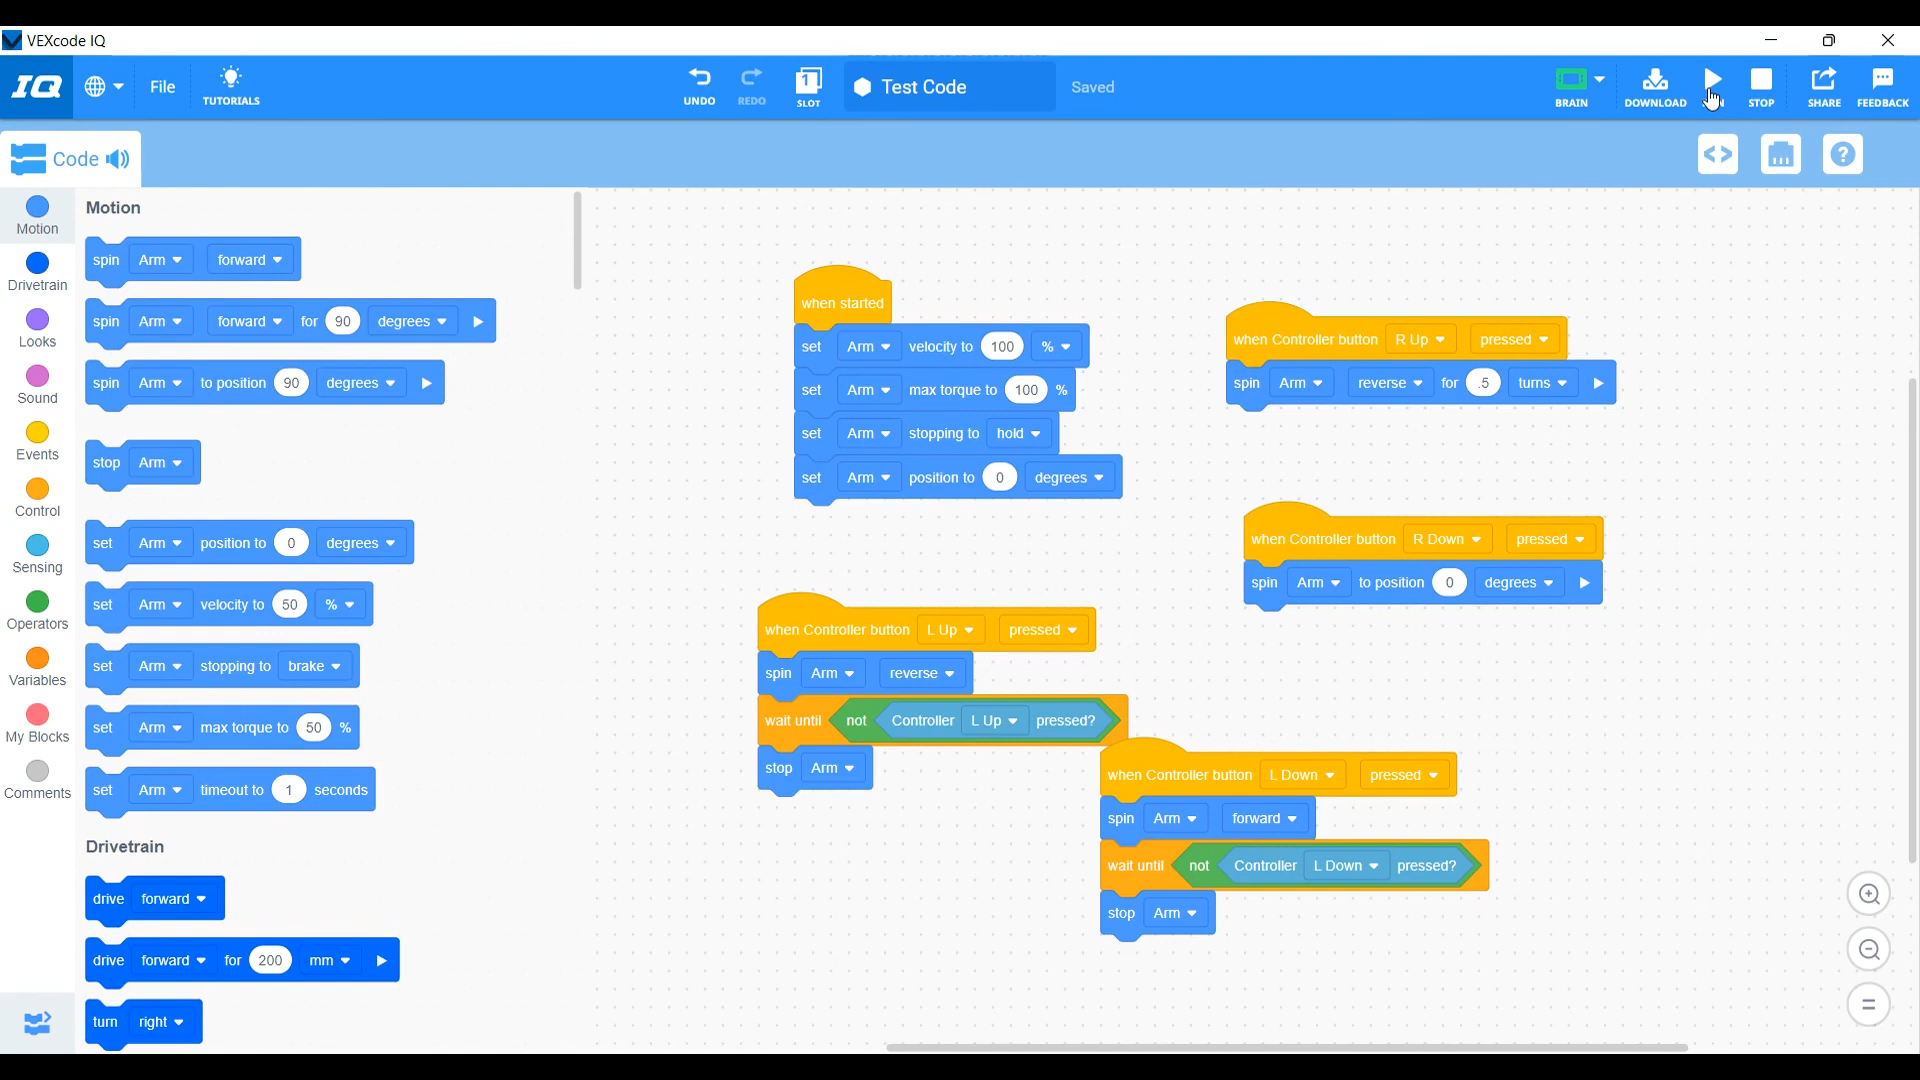 VEXcode IQ
IQ File TUTORIALS UNDO REDO 1 SLOT Test Code Saved BRAIN DOWNLOAD STOP SHARE FEEDBACK
Code
Motion
Drivetrain
Looks
Sound
Events
Control
Sensing
Operators
Variables
My Blocks
Comments
Motion
spin Arm forward
spin Arm forward for 90 degrees
spin Arm to position 90 degrees
stop Arm
set Arm position to 0 degrees
set Arm velocity to 50 %
set Arm stopping to brake
set Arm max torque to 50 %
set Arm timeout to 1 seconds
Drivetrain
drive forward
drive forward for 200 mm
turn right
when started
set Arm velocity to 100 %
set Arm max torque to 100 %
set Arm stopping to hold
set Arm position to 0 degrees
when Controller button R Up pressed
spin Arm reverse for .5 turns
when Controller button R Down pressed
spin Arm to position 0 degrees
when Controller button L Up pressed
spin Arm reverse
wait until not Controller L Up pressed?
stop Arm
when Controller button L Down pressed
spin Arm forward
wait until not Controller L Down pressed?
stop Arm